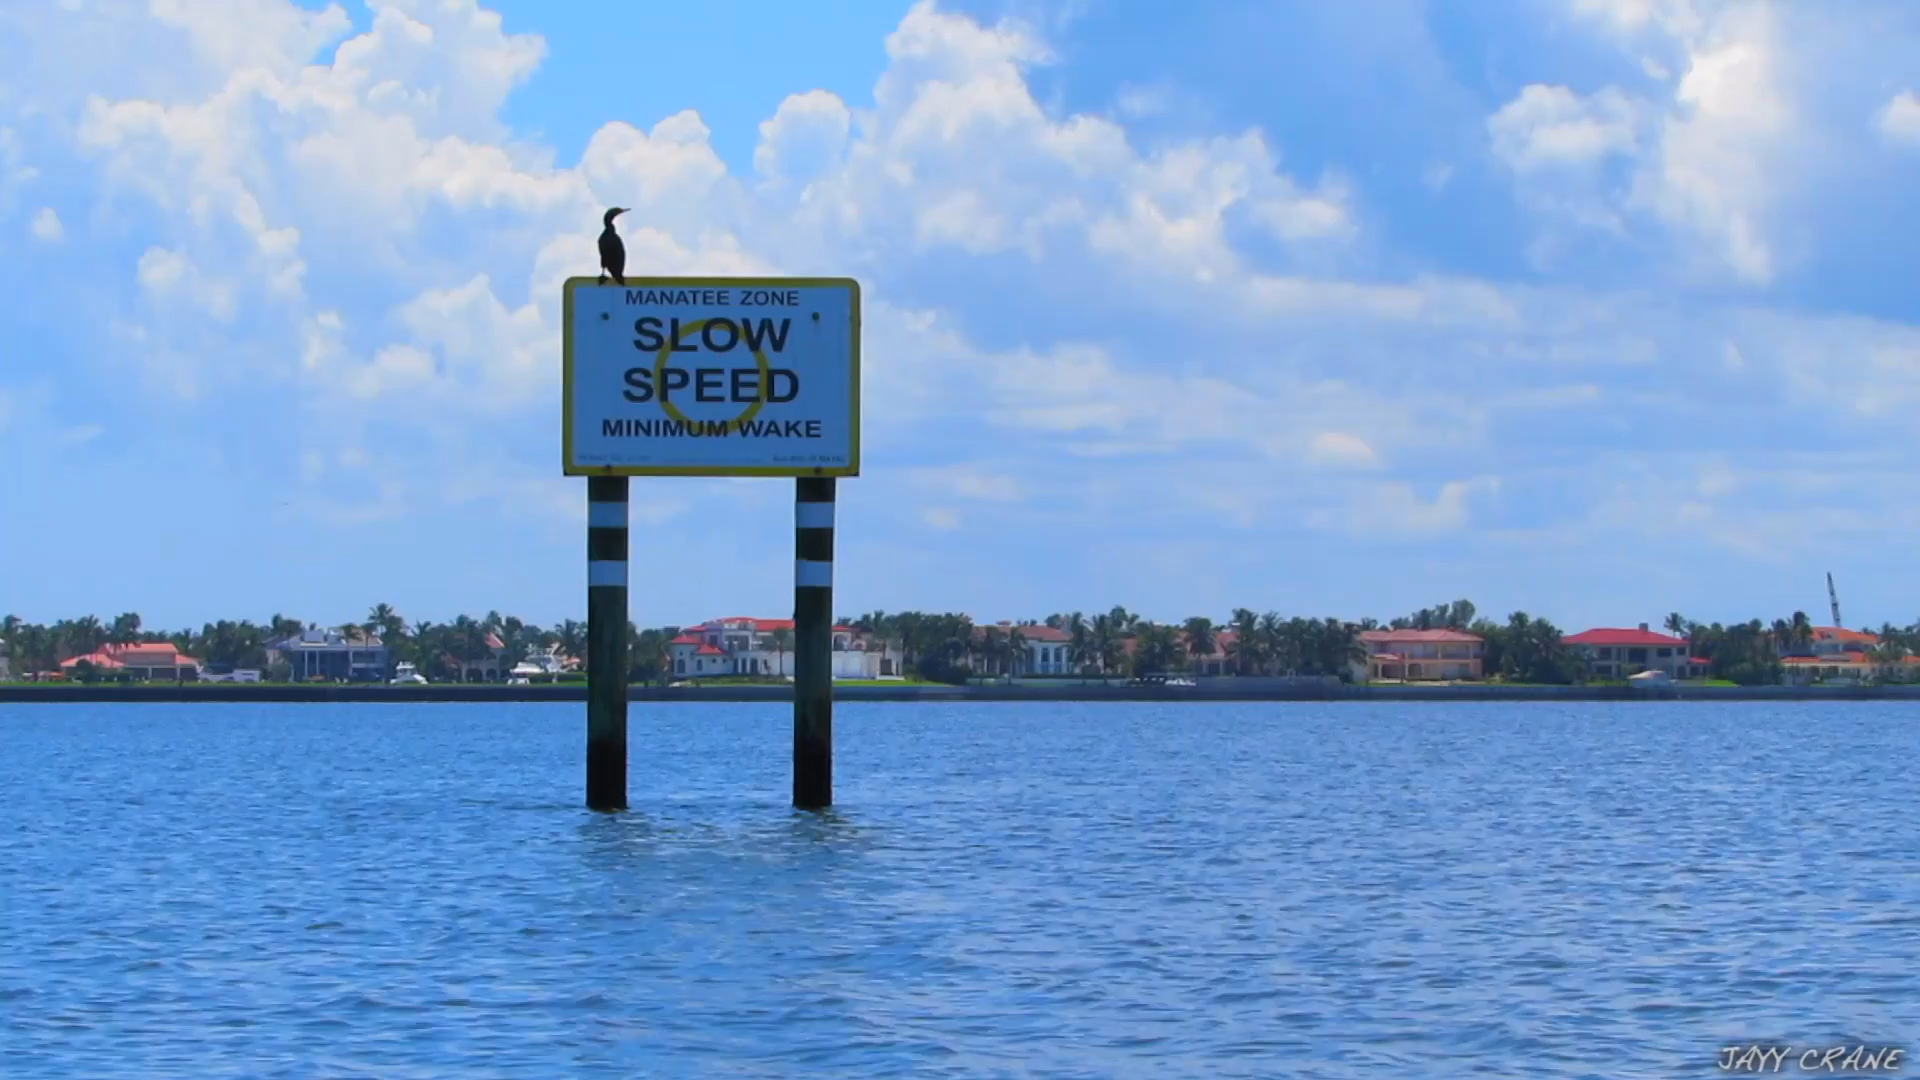 MANATEE ZONE
SLOW
SPEED
MINIMUM WAKE
JAYY CRANE